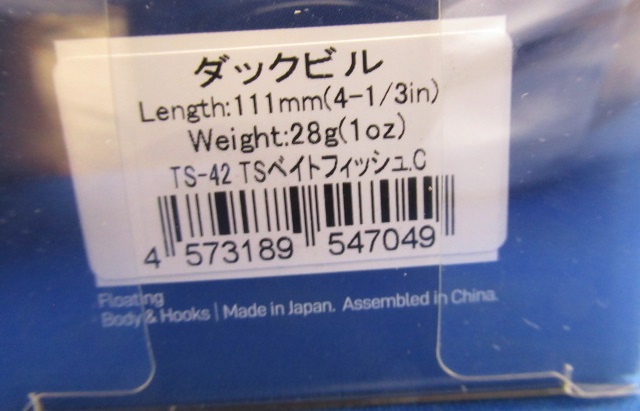 ダックビル
Length:111mm(4-1/3in)
Weight:28g(1oz)
TS-42 TSベイトフィッシュ.C
4 573189 547049
Floating
Body & Hooks | Made in Japan. Assembled in China.